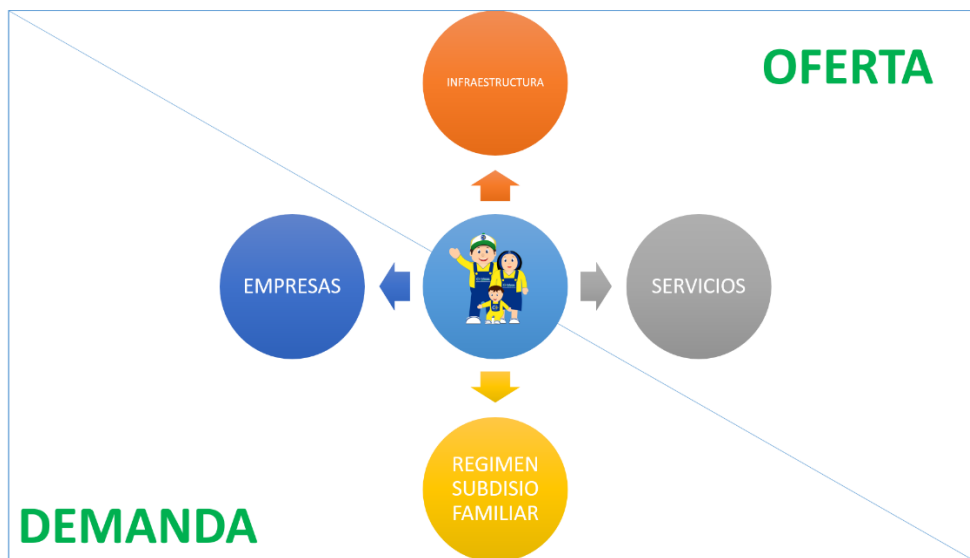 INFRAESTRUCTURA
OFERTA
EMPRESAS
SERVICIOS
REGIMEN
SUBDISIO
FAMILIAR
DEMANDA